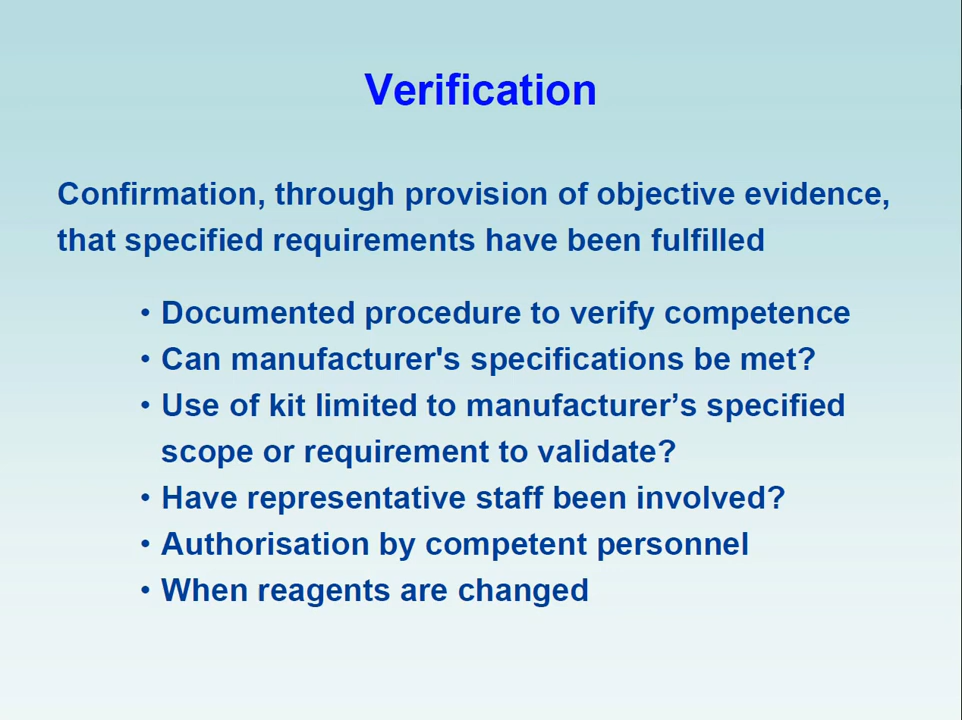 Verification
Confirmation, through provision of objective evidence,
that specified requirements have been fulfilled
• Documented procedure to verify competence
• Can manufacturer's specifications be met?
• Use of kit limited to manufacturer’s specified
scope or requirement to validate?
• Have representative staff been involved?
• Authorisation by competent personnel
• When reagents are changed